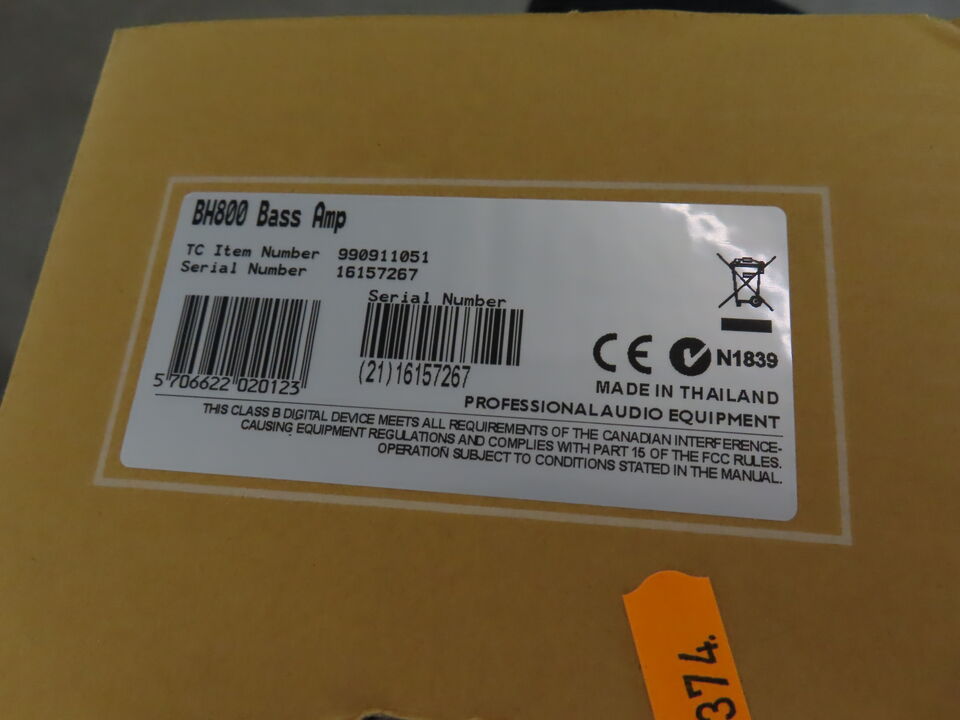 BH800 Bass Amp
TC Item Number 990911051
Serial Number 16157267
Serial Number
5 706622 020123
(21)16157267
CE N1839
MADE IN THAILAND
PROFESSIONAL AUDIO EQUIPMENT
THIS CLASS B DIGITAL DEVICE MEETS ALL REQUIREMENTS OF THE CANADIAN INTERFERENCE-
CAUSING EQUIPMENT REGULATIONS AND COMPLIES WITH PART 15 OF THE FCC RULES.
OPERATION SUBJECT TO CONDITIONS STATED IN THE MANUAL.
374.